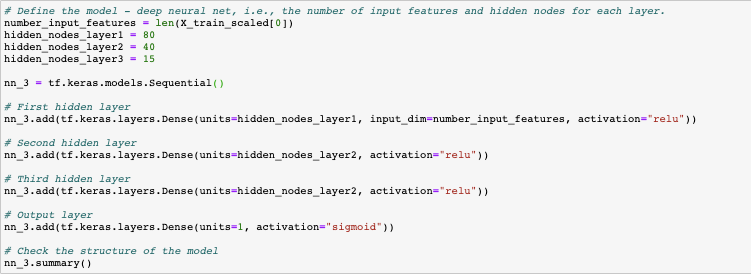 # Define the model - deep neural net, i.e., the number of input features and hidden nodes for each layer.
number_input_features = len(X_train_scaled[0])
hidden_nodes_layer1 = 80
hidden_nodes_layer2 = 40
hidden_nodes_layer3 = 15
nn_3 = tf.keras.models.Sequential()
# First hidden layer
nn_3.add(tf.keras.layers.Dense(units=hidden_nodes_layer1, input_dim=number_input_features, activation="relu"))
# Second hidden layer
nn_3.add(tf.keras.layers.Dense(units=hidden_nodes_layer2, activation="relu"))
# Third hidden layer
nn_3.add(tf.keras.layers.Dense(units=hidden_nodes_layer2, activation="relu"))
# Output layer
nn_3.add(tf.keras.layers.Dense(units=1, activation="sigmoid"))
# Check the structure of the model
nn_3.summary()